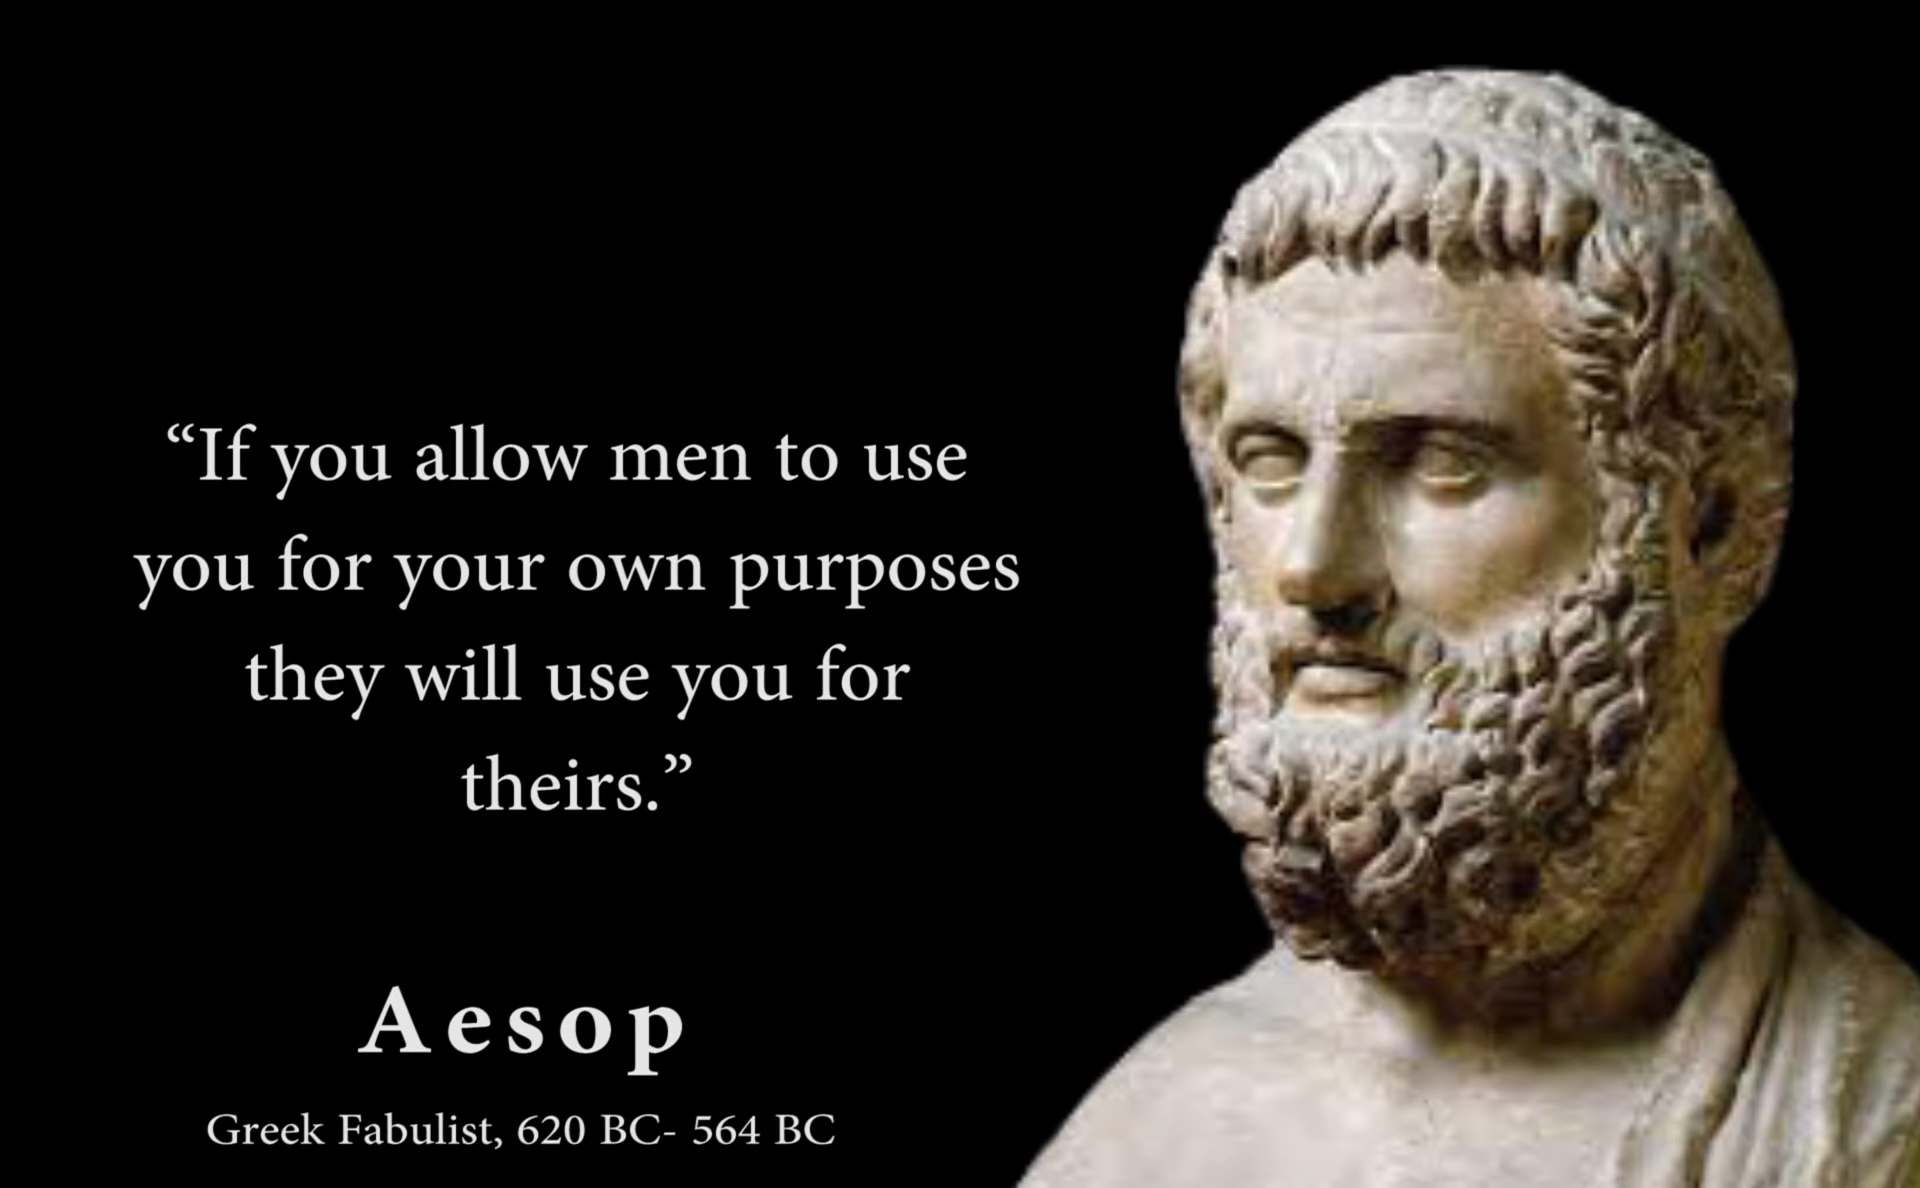 “If you allow men to use
you for your own purposes
they will use you for
theirs.”
Aesop
Greek Fabulist, 620 BC- 564 BC